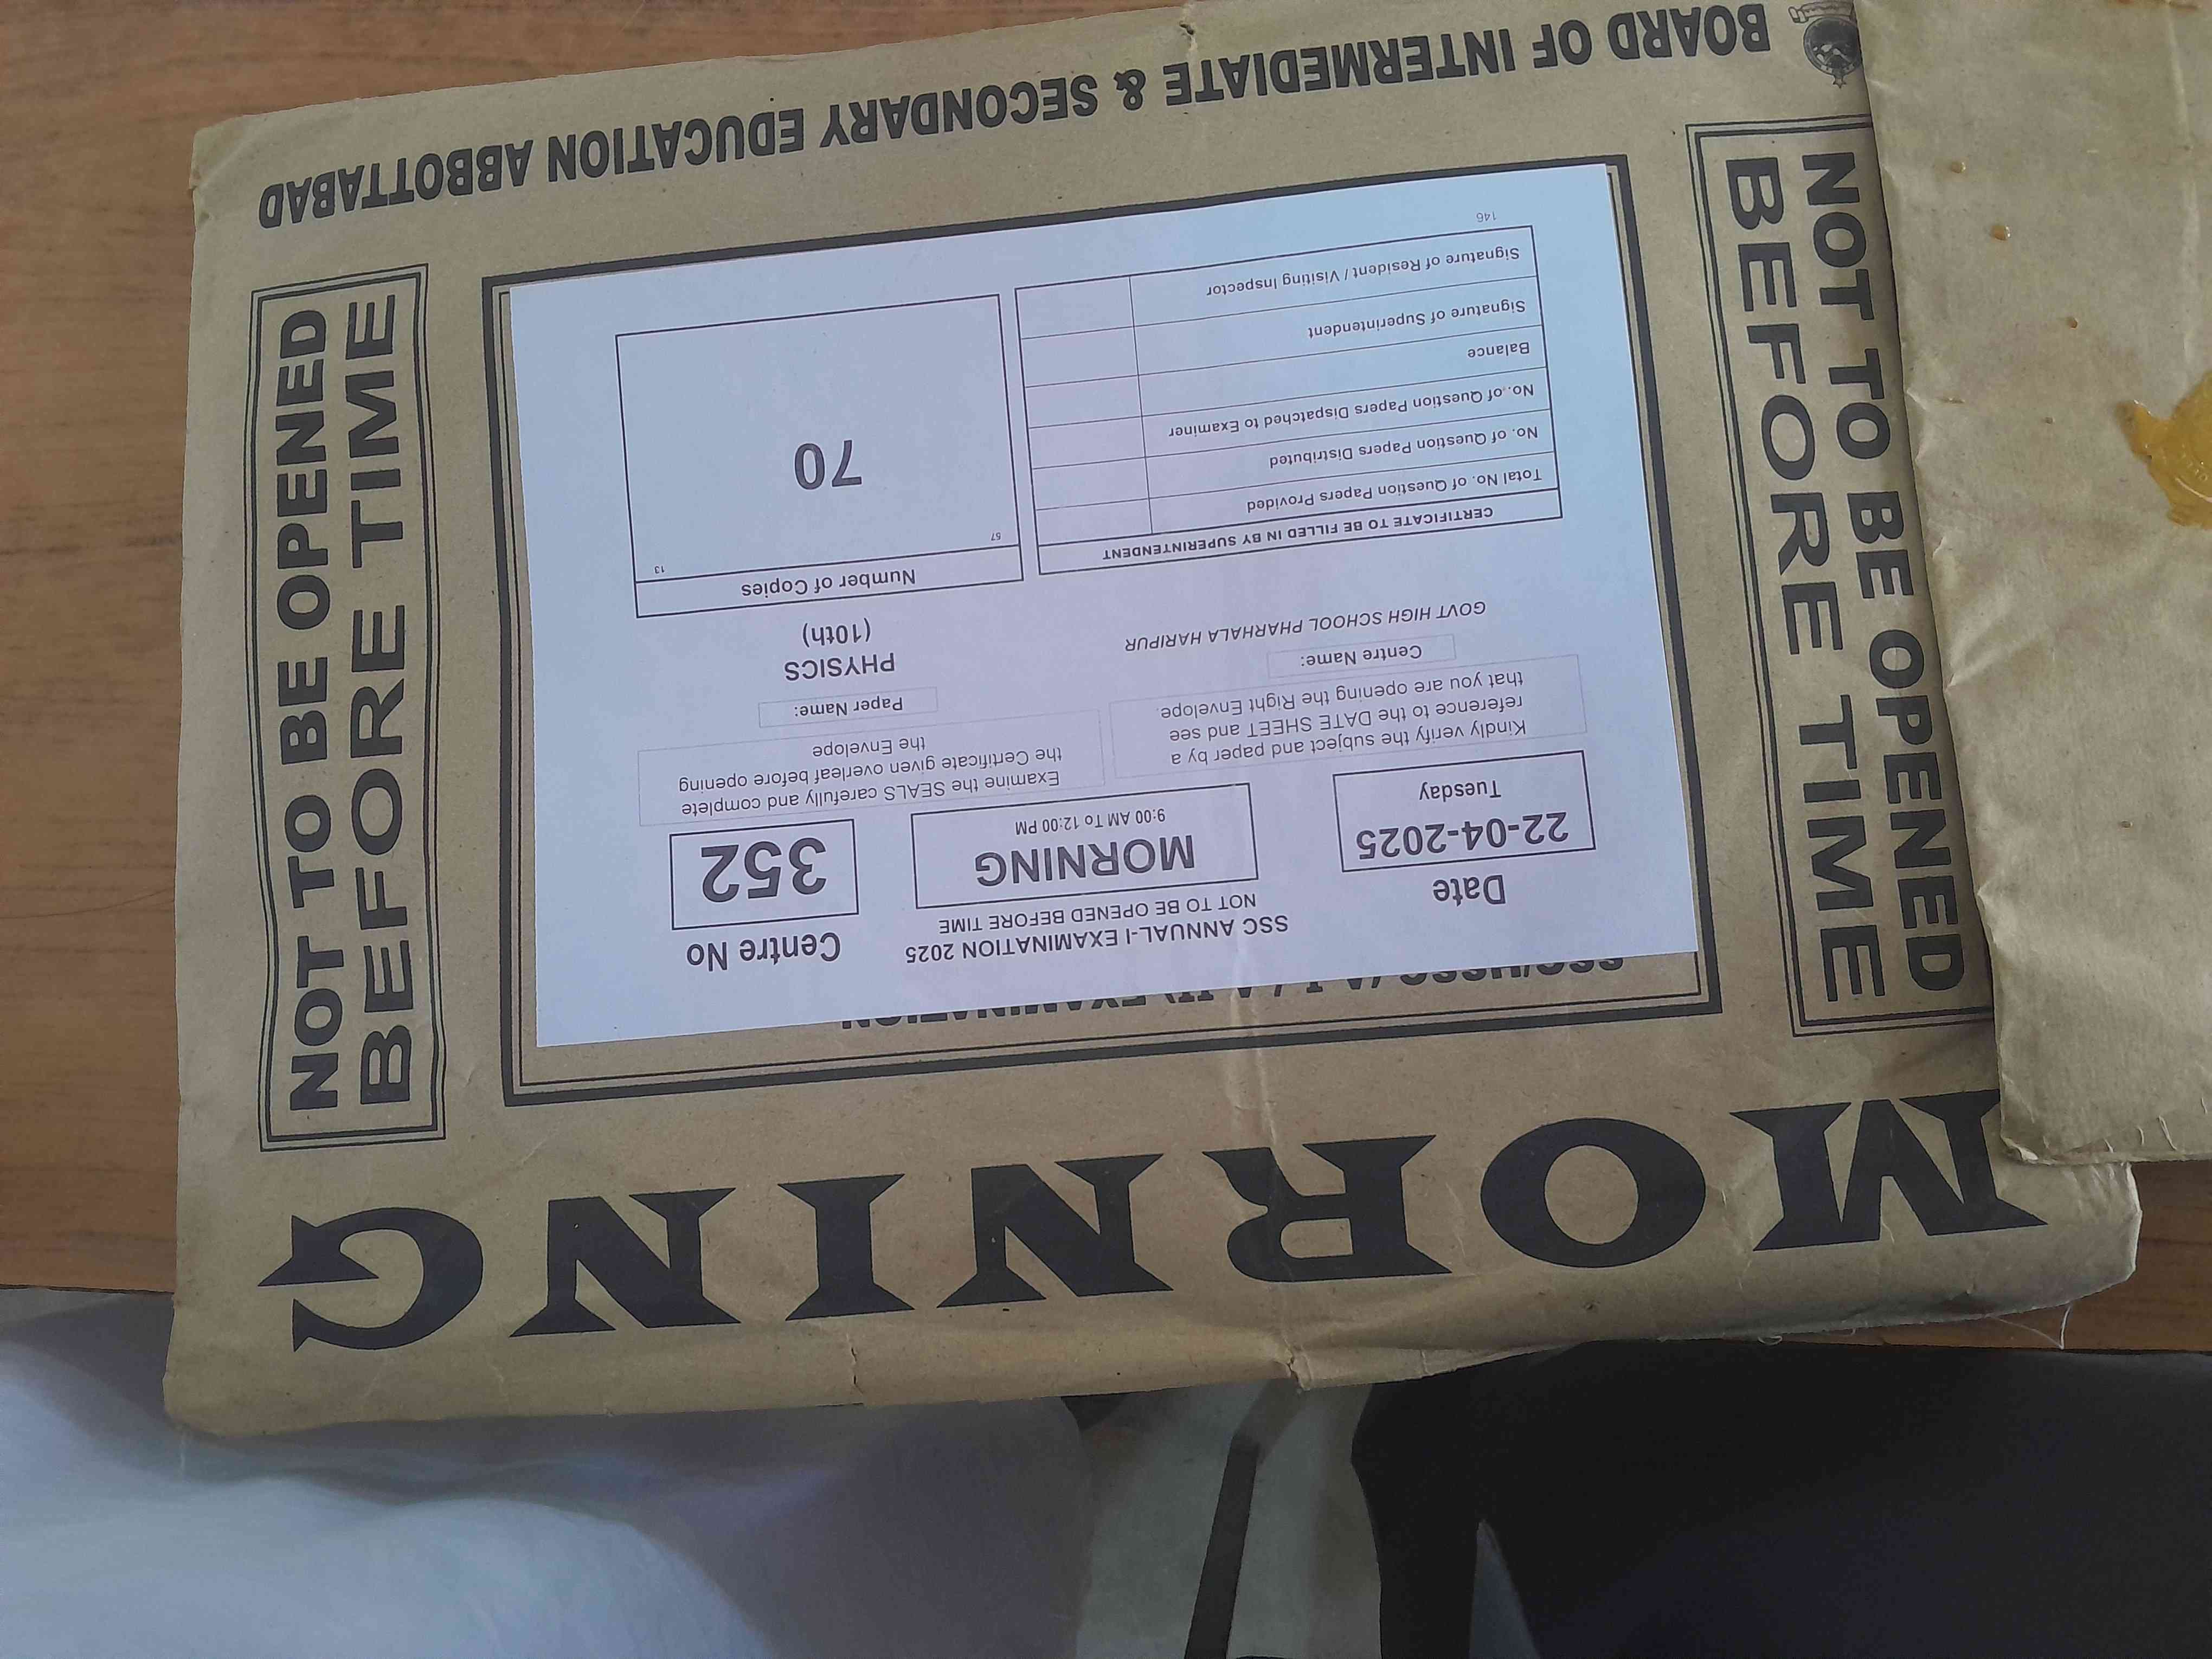 MORNING
NOT TO BE OPENED
BEFORE TIME
SSC/HSSC (A-I / A-II) EXAMINATION
SSC ANNUAL-I EXAMINATION 2025
NOT TO BE OPENED BEFORE TIME
Date
22-04-2025
Tuesday
MORNING
9:00 AM To 12:00 PM
Centre No
352
Kindly verify the subject and paper by a
reference to the DATE SHEET and see
that you are opening the Right Envelope.
Examine the SEALS carefully and complete
the Certificate given overleaf before opening
the Envelope
Centre Name:
GOVT HIGH SCHOOL PHARHALA HARIPUR
Paper Name:
PHYSICS
(10th)
CERTIFICATE TO BE FILLED IN BY SUPERINTENDENT
Total No. of Question Papers Provided
No. of Question Papers Distributed
No. of Question Papers Dispatched to Examiner
Balance
Signature of Superintendent
Signature of Resident / Visiting Inspector
146
Number of Copies
57
13
70
NOT TO BE OPENED
BEFORE TIME
BOARD OF INTERMEDIATE & SECONDARY EDUCATION ABBOTTABAD